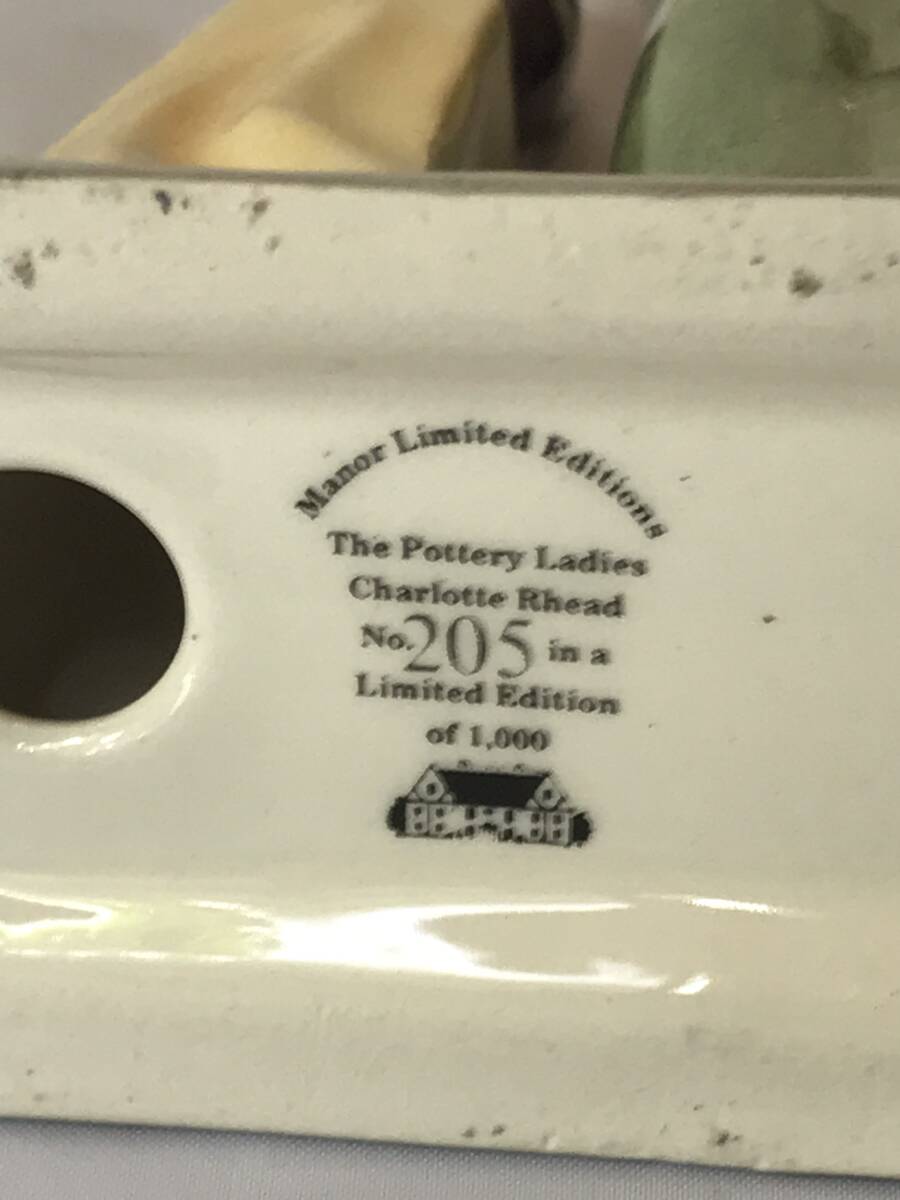 Manor Limited Editions
The Pottery Ladies
Charlotte Rhead
No. 205 in a
Limited Edition
of 1,000